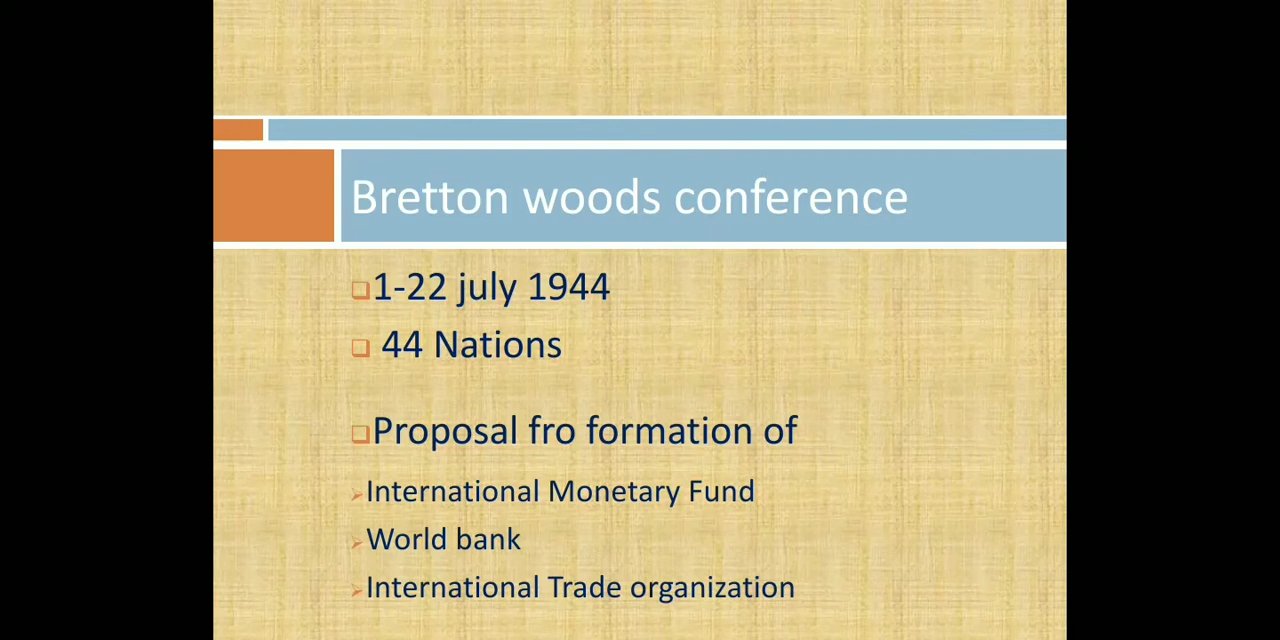 Bretton woods conference
1-22 july 1944
44 Nations
Proposal fro formation of
International Monetary Fund
World bank
International Trade organization